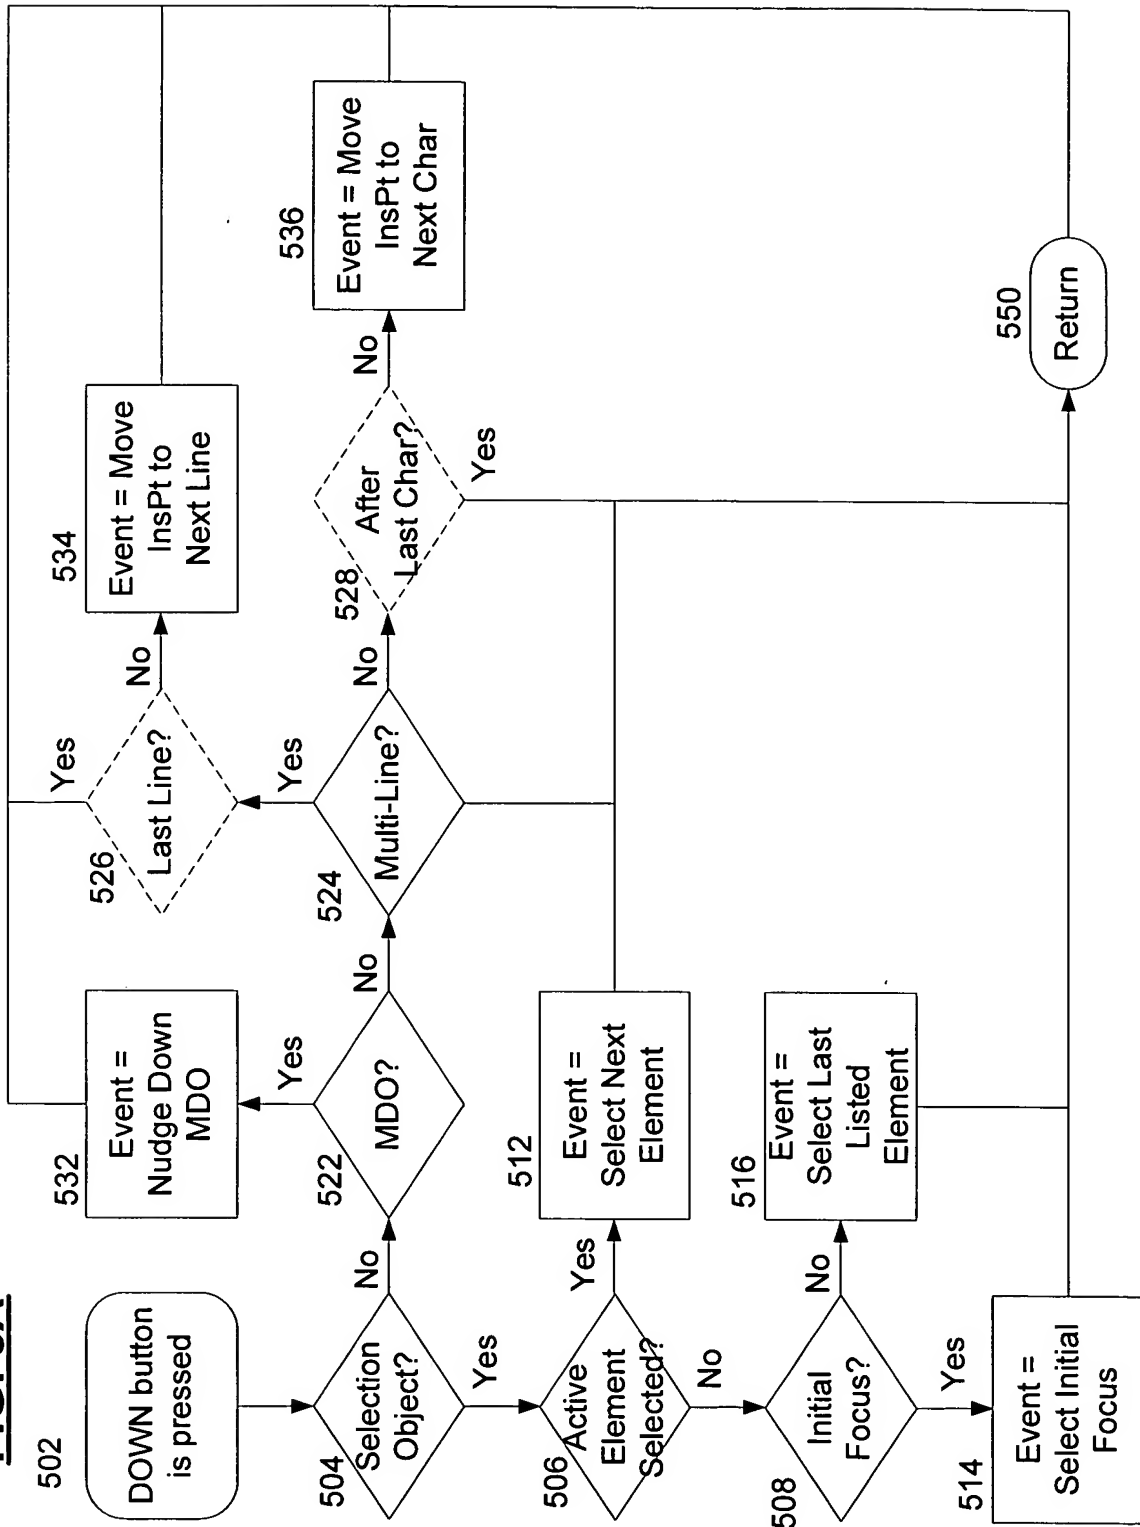 502
DOWN button
is pressed
504
Selection
Object?
No
Yes
522
MDO?
Yes
No
532
Event =
Nudge Down
MDO
524
Multi-Line?
Yes
No
526
Last Line?
Yes
No
534
Event = Move
InsPt to
Next Line
528
After
Last Char?
No
Yes
536
Event = Move
InsPt to
Next Char
506
Active
Element
Selected?
Yes
No
512
Event =
Select Next
Element
508
Initial
Focus?
No
Yes
516
Event =
Select Last
Listed
Element
514
Event =
Select Initial
Focus
550
Return